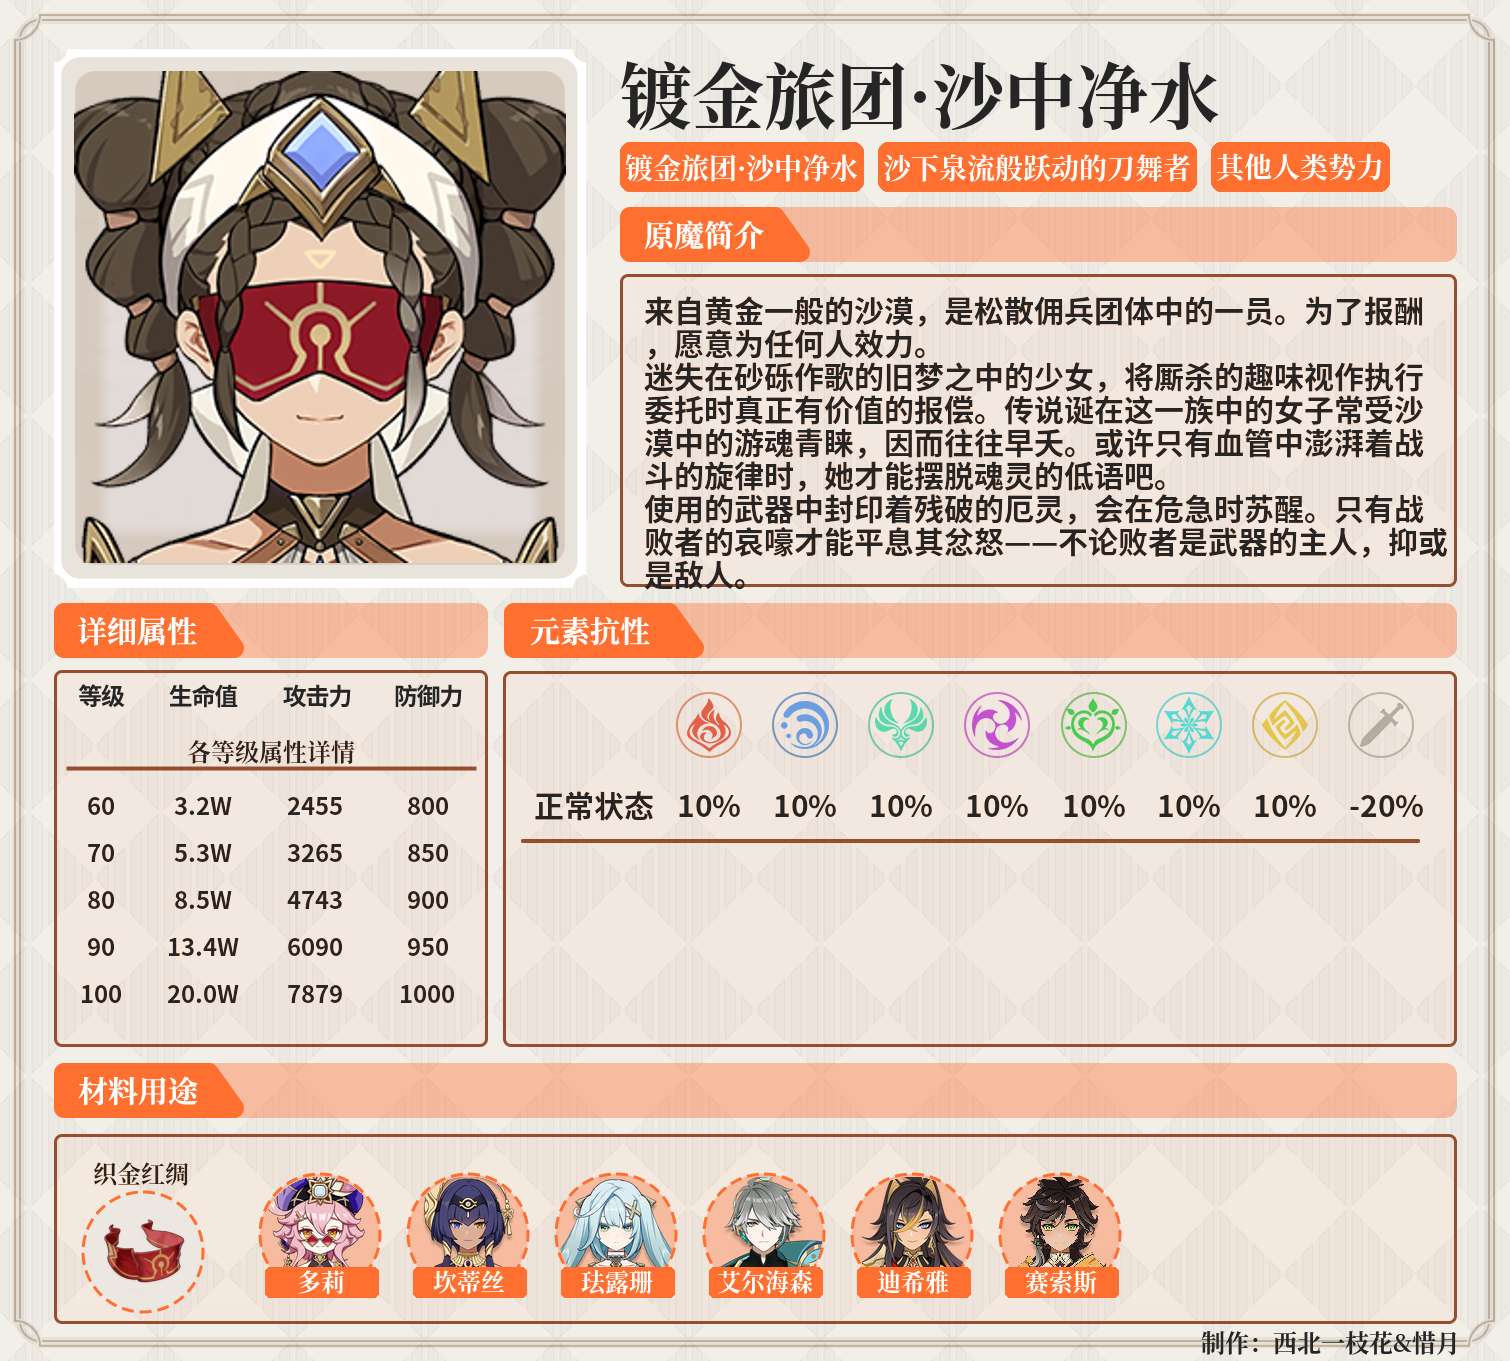 镀金旅团·沙中净水
镀金旅团·沙中净水 沙下泉流般跃动的刀舞者 其他人类势力
原魔简介
来自黄金一般的沙漠，是松散佣兵团体中的一员。为了报酬
，愿意为任何人效力。
迷失在砂砾作歌的旧梦之中的少女，将厮杀的趣味视作执行
委托时真正有价值的报偿。传说诞在这一族中的女子常受沙
漠中的游魂青睐，因而往往早夭。或许只有血管中澎湃着战
斗的旋律时，她才能摆脱魂灵的低语吧。
使用的武器中封印着残破的厄灵，会在危急时苏醒。只有战
败者的哀嚎才能平息其忿怒——不论败者是武器的主人，抑或
是敌人。
详细属性
等级 生命值 攻击力 防御力
各等级属性详情
60 3.2W 2455 800
70 5.3W 3265 850
80 8.5W 4743 900
90 13.4W 6090 950
100 20.0W 7879 1000
元素抗性
正常状态 10% 10% 10% 10% 10% 10% 10% -20%
材料用途
织金红绸
多莉 坎蒂丝 珐露珊 艾尔海森 迪希雅 赛索斯
制作：西北一枝花&惜月